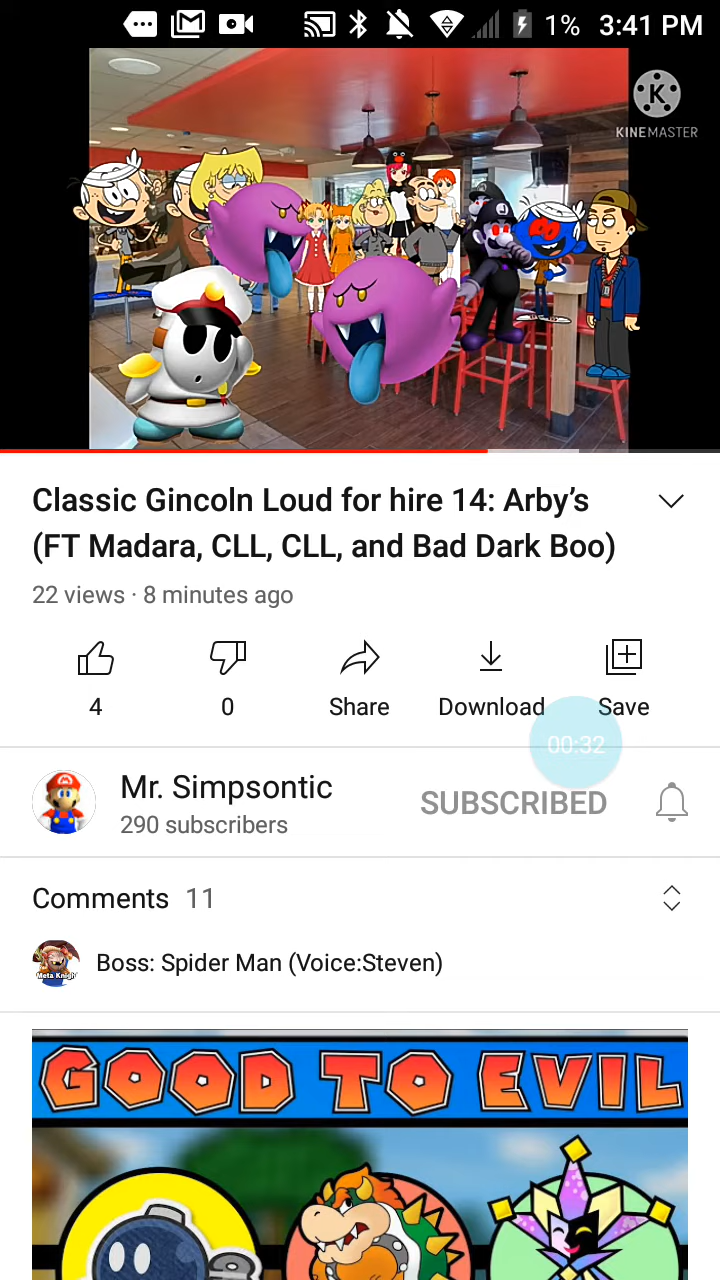 1% 3:41 PM
K
KINEMASTER
Classic Gincoln Loud for hire 14: Arby’s
(FT Madara, CLL, CLL, and Bad Dark Boo)
22 views · 8 minutes ago
4 0 Share Download Save
00:32
Mr. Simpsontic
290 subscribers
SUBSCRIBED
Comments 11
Meta Knight
Boss: Spider Man (Voice:Steven)
GOOD TO EVIL